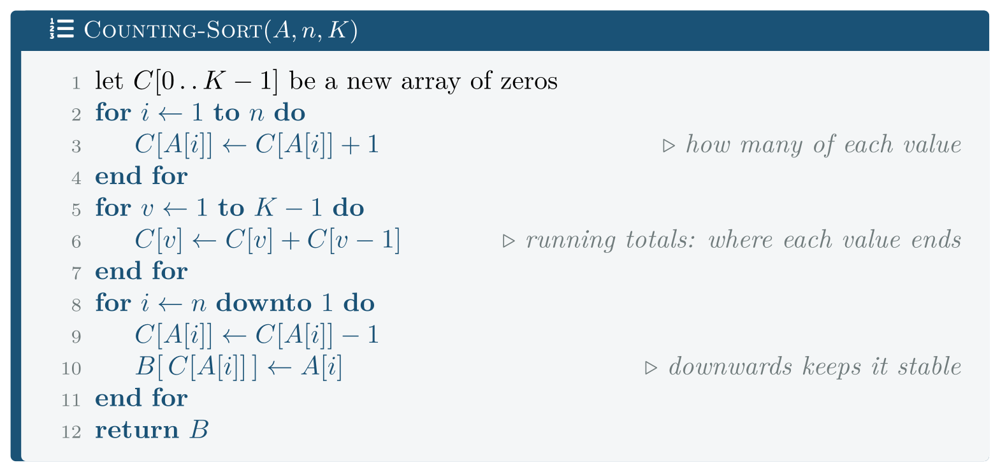 COUNTING-SORT(A, n, K)
1 let C[0 . . K − 1] be a new array of zeros
2 for i ← 1 to n do
3 C[A[i]] ← C[A[i]] + 1 ▷ how many of each value
4 end for
5 for v ← 1 to K − 1 do
6 C[v] ← C[v] + C[v − 1] ▷ running totals: where each value ends
7 end for
8 for i ← n downto 1 do
9 C[A[i]] ← C[A[i]] − 1
10 B[ C[A[i]] ] ← A[i] ▷ downwards keeps it stable
11 end for
12 return B